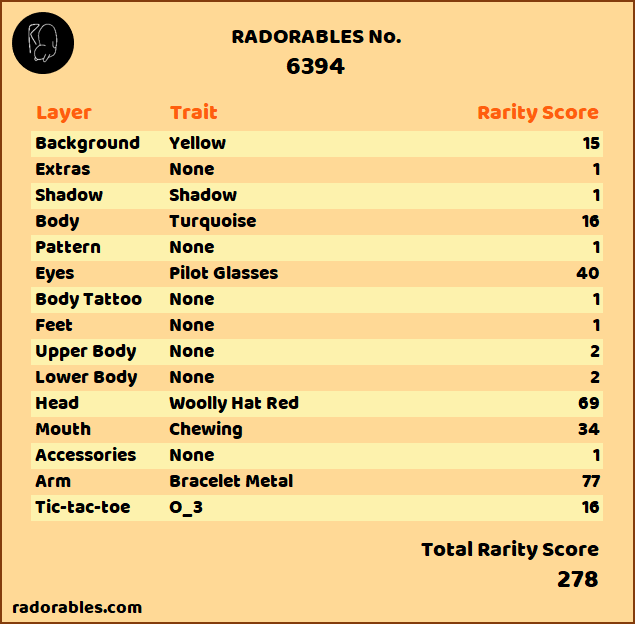 RADORABLES No.
6394
Layer Trait Rarity Score
Background Yellow 15
Extras None 1
Shadow Shadow 1
Body Turquoise 16
Pattern None 1
Eyes Pilot Glasses 40
Body Tattoo None 1
Feet None 1
Upper Body None 2
Lower Body None 2
Head Woolly Hat Red 69
Mouth Chewing 34
Accessories None 1
Arm Bracelet Metal 77
Tic-tac-toe O_3 16
Total Rarity Score
278
radorables.com